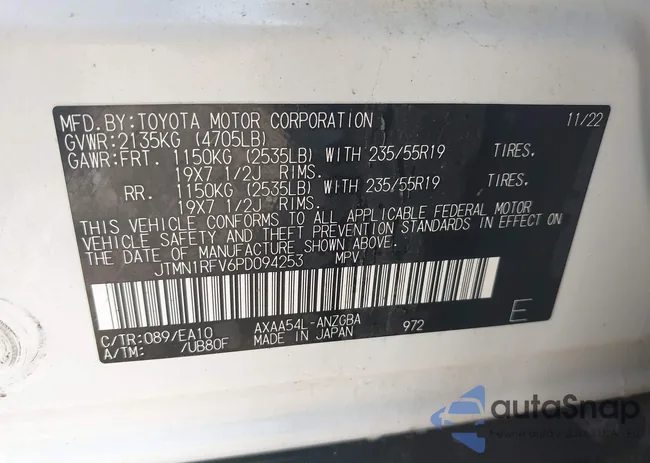 MFD.BY:TOYOTA MOTOR CORPORATION 11/22
GVWR:2135KG (4705LB)
GAWR:FRT. 1150KG (2535LB) WITH 235/55R19 TIRES.
19X7 1/2J RIMS.
RR. 1150KG (2535LB) WITH 235/55R19 TIRES.
19X7 1/2J RIMS.
THIS VEHICLE CONFORMS TO ALL APPLICABLE FEDERAL MOTOR
VEHICLE SAFETY AND THEFT PREVENTION STANDARDS IN EFFECT ON
THE DATE OF MANUFACTURE SHOWN ABOVE.
JTMN1RFV6PD094253 MPV
C/TR:089/EA10 AXAA54L-ANZGBA 972 E
A/TM: /UB80F MADE IN JAPAN
autoSnap